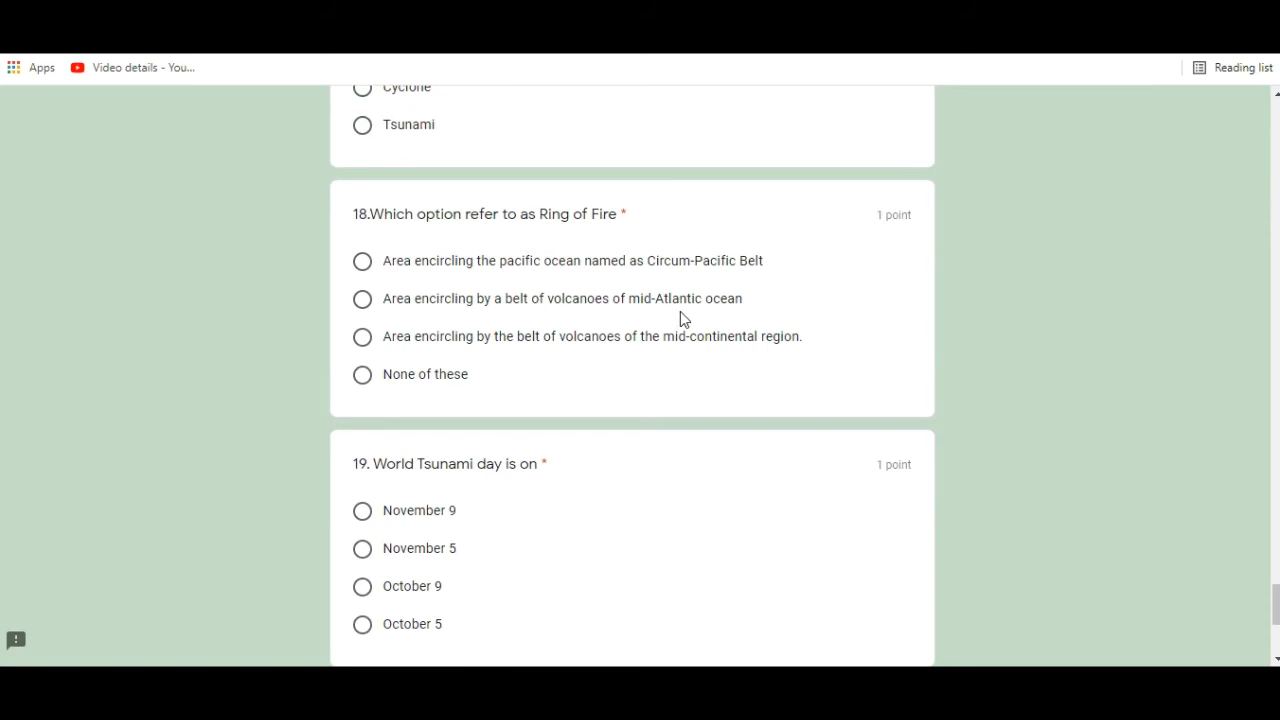 Apps Video details - You... Reading list
Cyclone
Tsunami
18.Which option refer to as Ring of Fire * 1 point
Area encircling the pacific ocean named as Circum-Pacific Belt
Area encircling by a belt of volcanoes of mid-Atlantic ocean
Area encircling by the belt of volcanoes of the mid-continental region.
None of these
19. World Tsunami day is on * 1 point
November 9
November 5
October 9
October 5